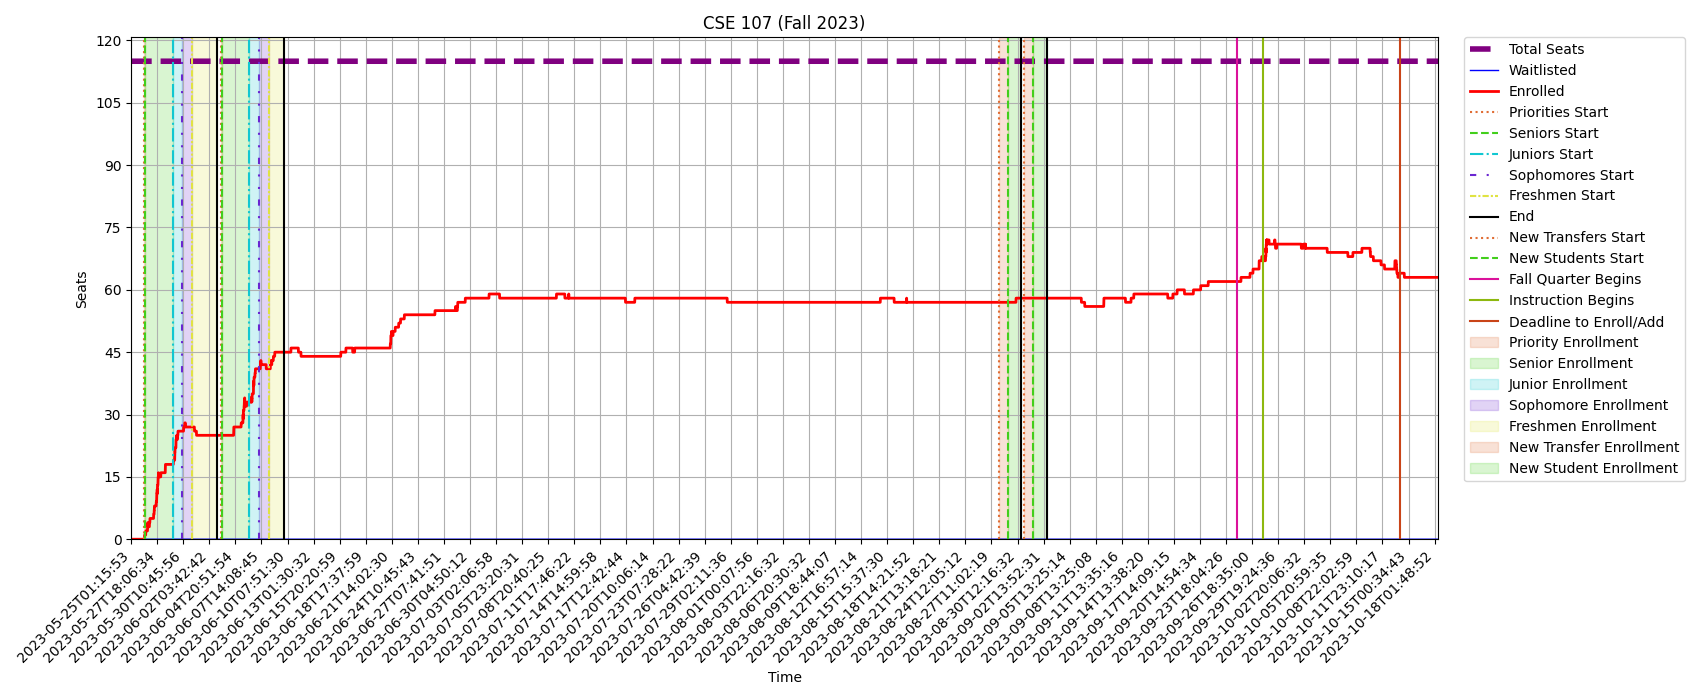 CSE 107 (Fall 2023)
120
105
90
75
60
45
30
15
0
Seats
2023-05-25T01:15:53
2023-05-27T18:06:34
2023-05-30T10:45:56
2023-06-02T03:42:42
2023-06-04T20:51:54
2023-06-07T14:08:45
2023-06-10T07:51:30
2023-06-13T01:30:32
2023-06-15T20:20:59
2023-06-18T17:37:59
2023-06-21T14:02:30
2023-06-24T10:45:43
2023-06-27T07:41:51
2023-06-30T04:50:12
2023-07-03T02:06:58
2023-07-05T23:20:31
2023-07-08T20:40:25
2023-07-11T17:46:22
2023-07-14T14:59:58
2023-07-17T12:42:44
2023-07-20T10:06:14
2023-07-23T07:28:22
2023-07-26T04:42:39
2023-07-29T02:11:36
2023-08-01T00:07:56
2023-08-03T22:16:32
2023-08-06T20:30:32
2023-08-09T18:44:07
2023-08-12T16:57:14
2023-08-15T15:37:30
2023-08-18T14:21:52
2023-08-21T13:18:21
2023-08-24T12:05:12
2023-08-27T11:02:19
2023-08-30T12:16:32
2023-09-02T13:52:31
2023-09-05T13:25:14
2023-09-08T13:25:08
2023-09-11T13:35:16
2023-09-14T13:38:20
2023-09-17T14:09:15
2023-09-20T14:54:34
2023-09-23T18:04:26
2023-09-26T18:35:00
2023-09-29T19:24:36
2023-10-02T20:06:32
2023-10-05T20:59:35
2023-10-08T22:02:59
2023-10-11T23:10:17
2023-10-15T00:34:43
2023-10-18T01:48:52
Time
Total Seats
Waitlisted
Enrolled
Priorities Start
Seniors Start
Juniors Start
Sophomores Start
Freshmen Start
End
New Transfers Start
New Students Start
Fall Quarter Begins
Instruction Begins
Deadline to Enroll/Add
Priority Enrollment
Senior Enrollment
Junior Enrollment
Sophomore Enrollment
Freshmen Enrollment
New Transfer Enrollment
New Student Enrollment